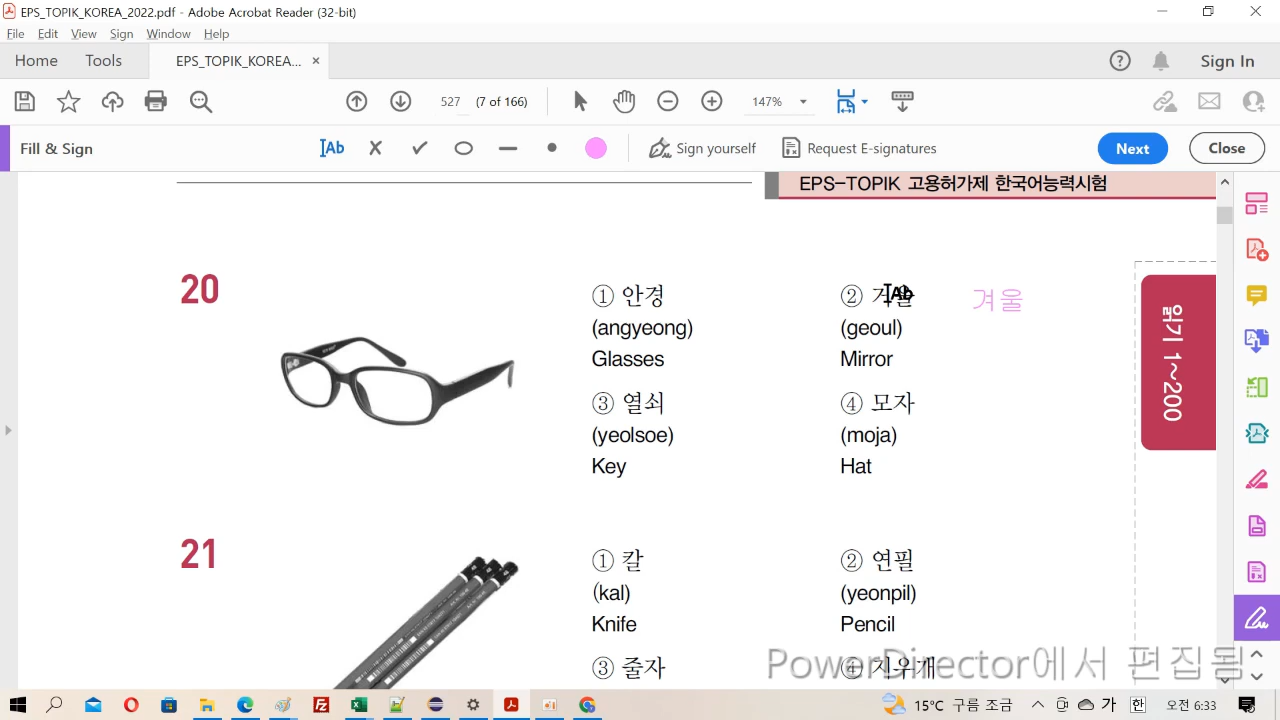 EPS_TOPIK_KOREA_2022.pdf - Adobe Acrobat Reader (32-bit)
File Edit View Sign Window Help
Home Tools EPS_TOPIK_KOREA... × Sign In
527 (7 of 166) 147%
Fill & Sign Ab Sign yourself Request E-signatures Next Close
EPS-TOPIK 고용허가제 한국어능력시험
읽기 1~200
20
① 안경
(angyeong)
Glasses
② 거울 겨울
(geoul)
Mirror
③ 열쇠
(yeolsoe)
Key
④ 모자
(moja)
Hat
21
① 칼
(kal)
Knife
② 연필
(yeonpil)
Pencil
③ 줄자
④ 지우개
PowerDirector에서 편집됨
15°C 구름 조금 가 한 오전 6:33